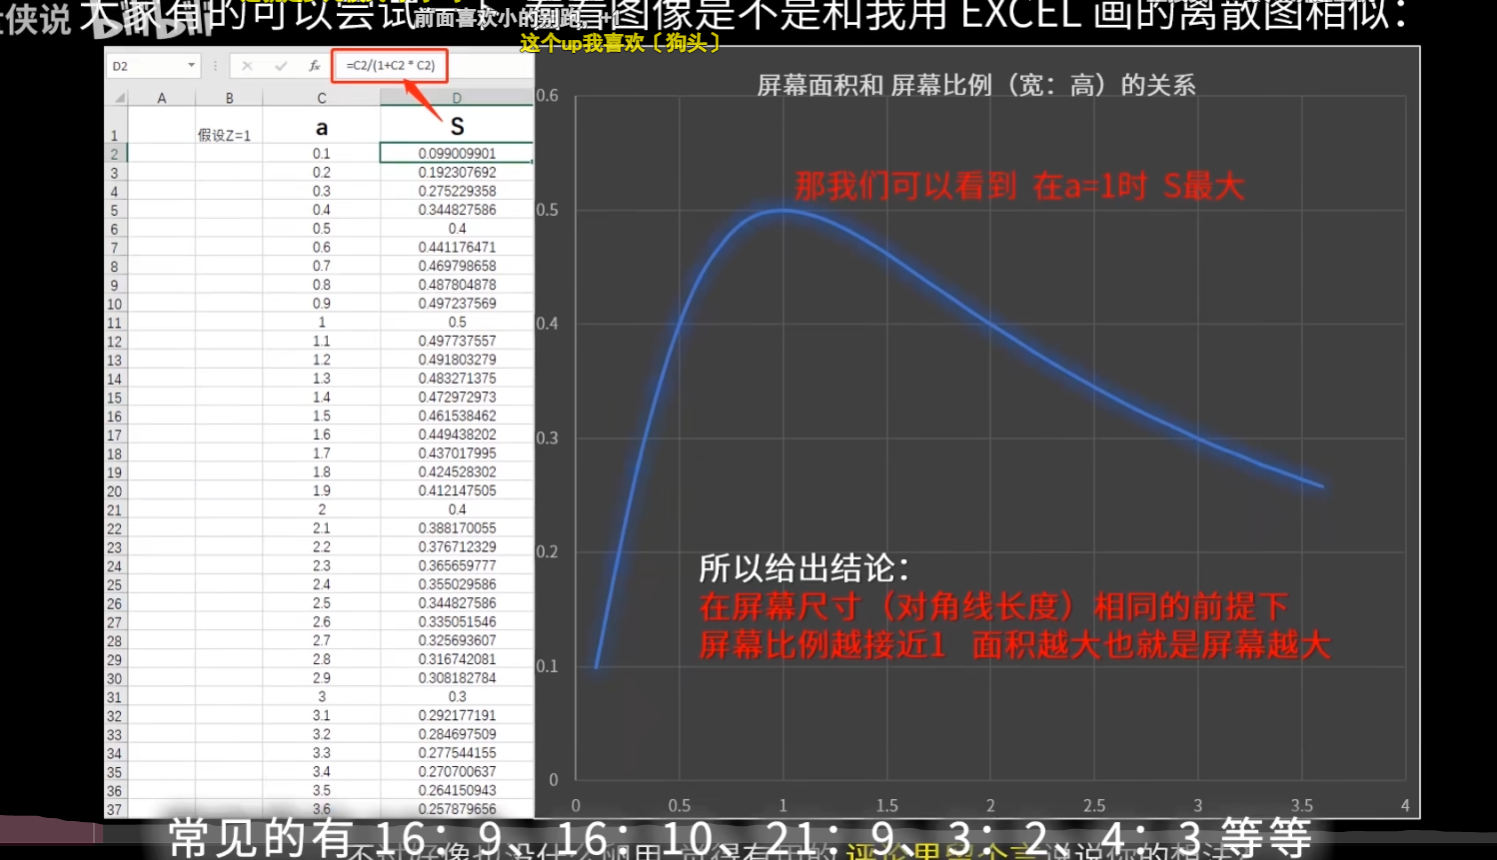 大家有的可以尝试一下 看看图像是不是和我用 EXCEL 画的离散图相似：
侠说
bilibili
前面喜欢小的别跑，+1
这个up我喜欢〔狗头〕
D2
fx
=C2/(1+C2 * C2)
A B C D
1 假设Z=1 a S
2 0.1 0.099009901
3 0.2 0.192307692
4 0.3 0.275229358
5 0.4 0.344827586
6 0.5 0.4
7 0.6 0.441176471
8 0.7 0.469798658
9 0.8 0.487804878
10 0.9 0.497237569
11 1 0.5
12 1.1 0.497737557
13 1.2 0.491803279
14 1.3 0.483271375
15 1.4 0.472972973
16 1.5 0.461538462
17 1.6 0.449438202
18 1.7 0.437017995
19 1.8 0.424528302
20 1.9 0.412147505
21 2 0.4
22 2.1 0.388170055
23 2.2 0.376712329
24 2.3 0.365659777
25 2.4 0.355029586
26 2.5 0.344827586
27 2.6 0.335051546
28 2.7 0.325693607
29 2.8 0.316742081
30 2.9 0.308182784
31 3 0.3
32 3.1 0.292177191
33 3.2 0.284697509
34 3.3 0.277544155
35 3.4 0.270700637
36 3.5 0.264150943
37 3.6 0.257879656
屏幕面积和 屏幕比例（宽：高）的关系
0.6
0.5
0.4
0.3
0.2
0.1
0
0 0.5 1 1.5 2 2.5 3 3.5 4
那我们可以看到 在a=1时 S最大
所以给出结论：
在屏幕尺寸（对角线长度）相同的前提下
屏幕比例越接近1 面积越大也就是屏幕越大
常见的有 16：9、16：10、21：9、3：2、4：3 等等